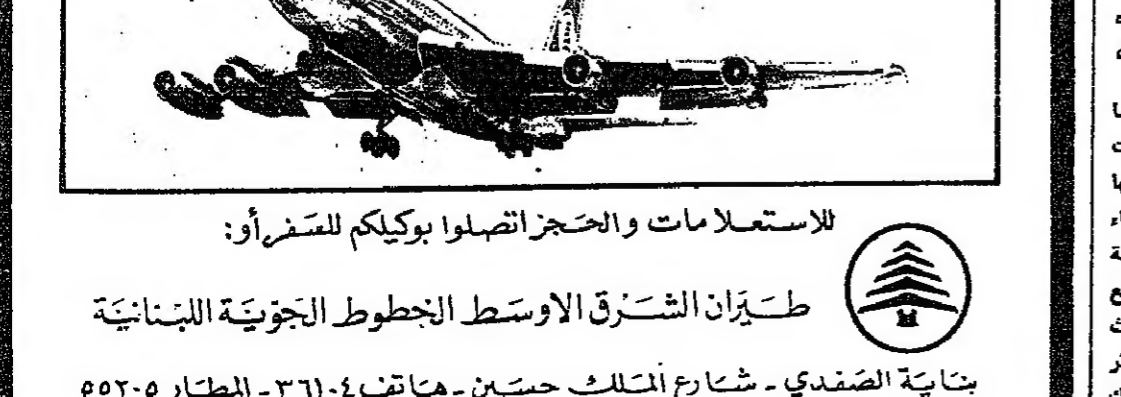 للاستعلامات والحجز اتصلوا بوكيلكم للسفر أو:
طيران الشرق الاوسط الخطوط الجوية اللبنانية
بناية الصفدي - شارع الملك حسين - هاتف ٣٦١٠٤ - المطار ٥٥٢٠٥